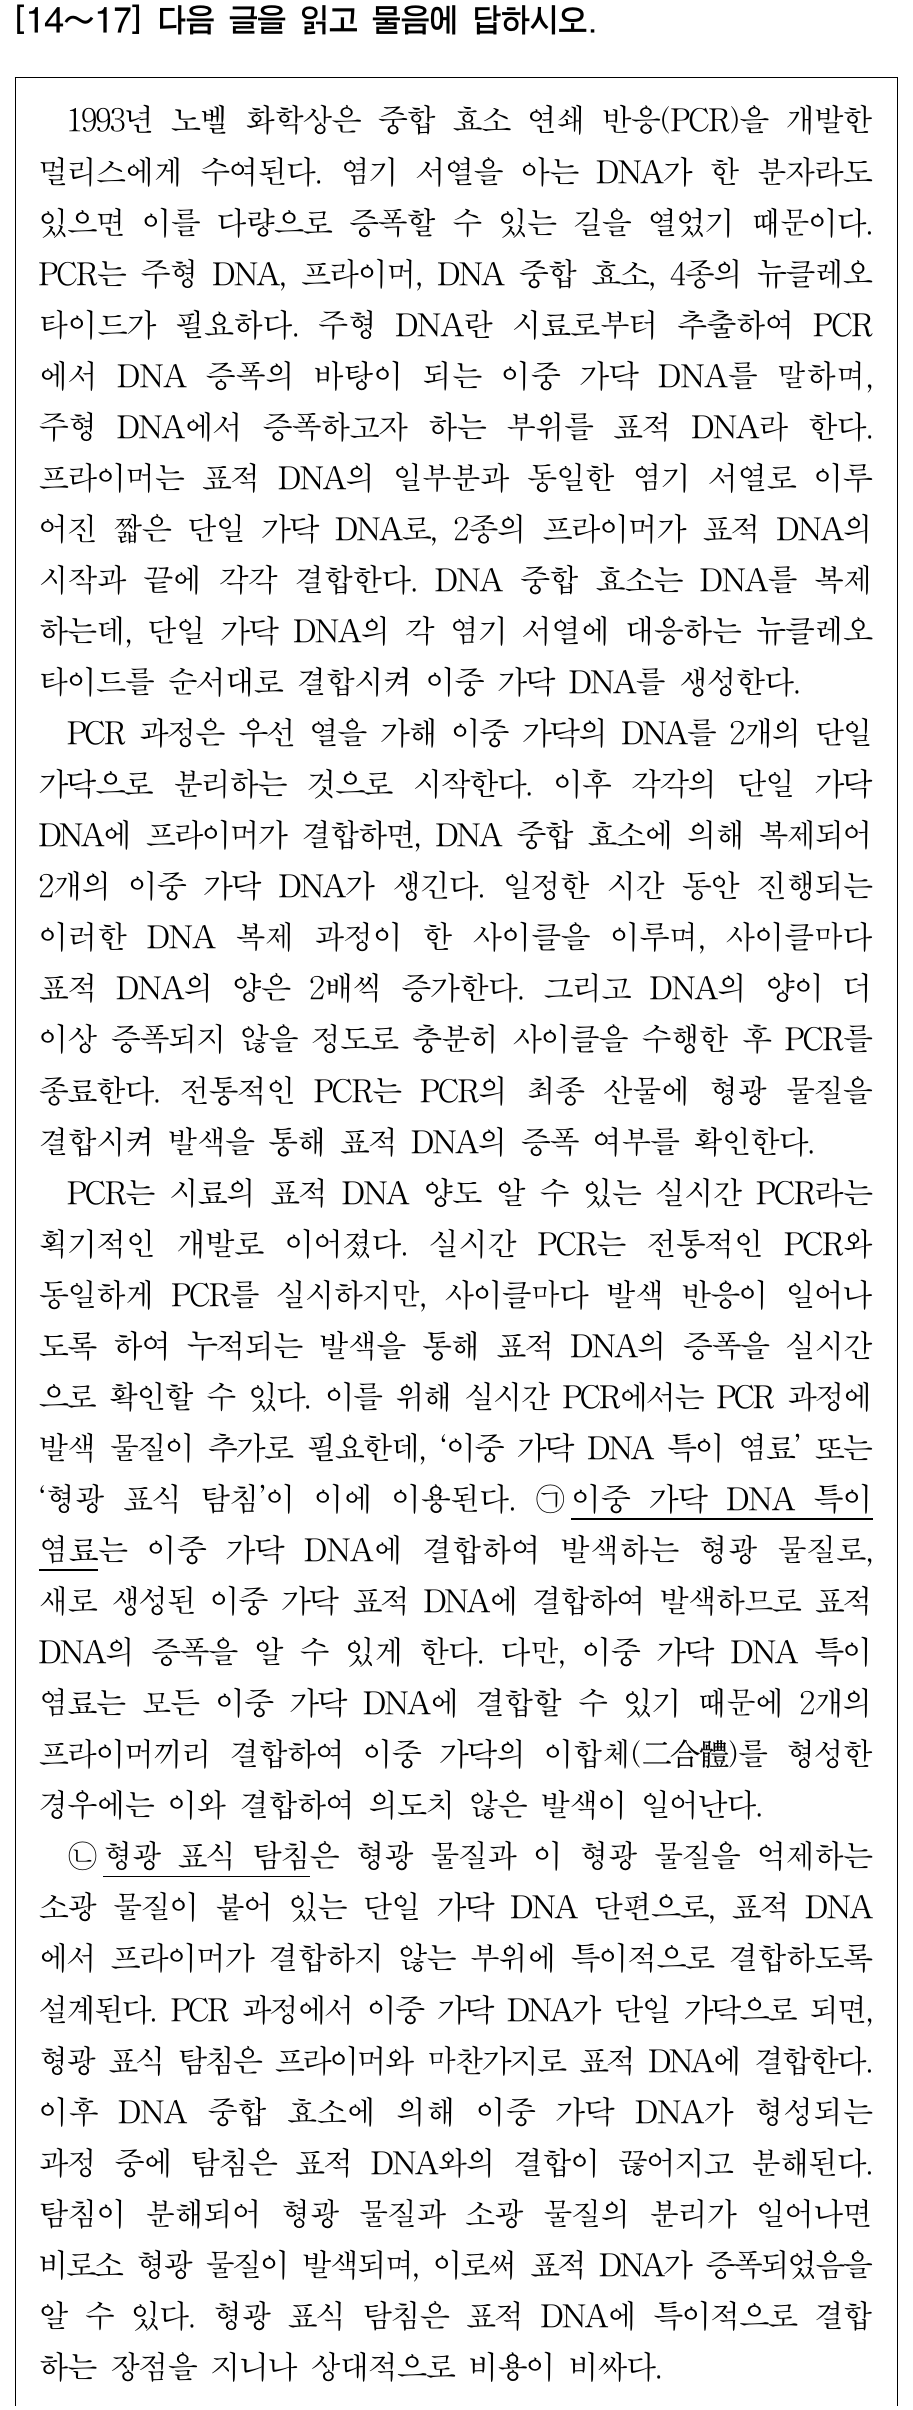 [14～17] 다음 글을 읽고 물음에 답하시오.
1993년 노벨 화학상은 중합 효소 연쇄 반응(PCR)을 개발한
멀리스에게 수여된다. 염기 서열을 아는 DNA가 한 분자라도
있으면 이를 다량으로 증폭할 수 있는 길을 열었기 때문이다.
PCR는 주형 DNA, 프라이머, DNA 중합 효소, 4종의 뉴클레오
타이드가 필요하다. 주형 DNA란 시료로부터 추출하여 PCR
에서 DNA 증폭의 바탕이 되는 이중 가닥 DNA를 말하며,
주형 DNA에서 증폭하고자 하는 부위를 표적 DNA라 한다.
프라이머는 표적 DNA의 일부분과 동일한 염기 서열로 이루
어진 짧은 단일 가닥 DNA로, 2종의 프라이머가 표적 DNA의
시작과 끝에 각각 결합한다. DNA 중합 효소는 DNA를 복제
하는데, 단일 가닥 DNA의 각 염기 서열에 대응하는 뉴클레오
타이드를 순서대로 결합시켜 이중 가닥 DNA를 생성한다.
PCR 과정은 우선 열을 가해 이중 가닥의 DNA를 2개의 단일
가닥으로 분리하는 것으로 시작한다. 이후 각각의 단일 가닥
DNA에 프라이머가 결합하면, DNA 중합 효소에 의해 복제되어
2개의 이중 가닥 DNA가 생긴다. 일정한 시간 동안 진행되는
이러한 DNA 복제 과정이 한 사이클을 이루며, 사이클마다
표적 DNA의 양은 2배씩 증가한다. 그리고 DNA의 양이 더
이상 증폭되지 않을 정도로 충분히 사이클을 수행한 후 PCR를
종료한다. 전통적인 PCR는 PCR의 최종 산물에 형광 물질을
결합시켜 발색을 통해 표적 DNA의 증폭 여부를 확인한다.
PCR는 시료의 표적 DNA 양도 알 수 있는 실시간 PCR라는
획기적인 개발로 이어졌다. 실시간 PCR는 전통적인 PCR와
동일하게 PCR를 실시하지만, 사이클마다 발색 반응이 일어나
도록 하여 누적되는 발색을 통해 표적 DNA의 증폭을 실시간
으로 확인할 수 있다. 이를 위해 실시간 PCR에서는 PCR 과정에
발색 물질이 추가로 필요한데, ‘이중 가닥 DNA 특이 염료’ 또는
‘형광 표식 탐침’이 이에 이용된다. ㉠이중 가닥 DNA 특이
염료는 이중 가닥 DNA에 결합하여 발색하는 형광 물질로,
새로 생성된 이중 가닥 표적 DNA에 결합하여 발색하므로 표적
DNA의 증폭을 알 수 있게 한다. 다만, 이중 가닥 DNA 특이
염료는 모든 이중 가닥 DNA에 결합할 수 있기 때문에 2개의
프라이머끼리 결합하여 이중 가닥의 이합체(二合體)를 형성한
경우에는 이와 결합하여 의도치 않은 발색이 일어난다.
㉡형광 표식 탐침은 형광 물질과 이 형광 물질을 억제하는
소광 물질이 붙어 있는 단일 가닥 DNA 단편으로, 표적 DNA
에서 프라이머가 결합하지 않는 부위에 특이적으로 결합하도록
설계된다. PCR 과정에서 이중 가닥 DNA가 단일 가닥으로 되면,
형광 표식 탐침은 프라이머와 마찬가지로 표적 DNA에 결합한다.
이후 DNA 중합 효소에 의해 이중 가닥 DNA가 형성되는
과정 중에 탐침은 표적 DNA와의 결합이 끊어지고 분해된다.
탐침이 분해되어 형광 물질과 소광 물질의 분리가 일어나면
비로소 형광 물질이 발색되며, 이로써 표적 DNA가 증폭되었음을
알 수 있다. 형광 표식 탐침은 표적 DNA에 특이적으로 결합
하는 장점을 지니나 상대적으로 비용이 비싸다.